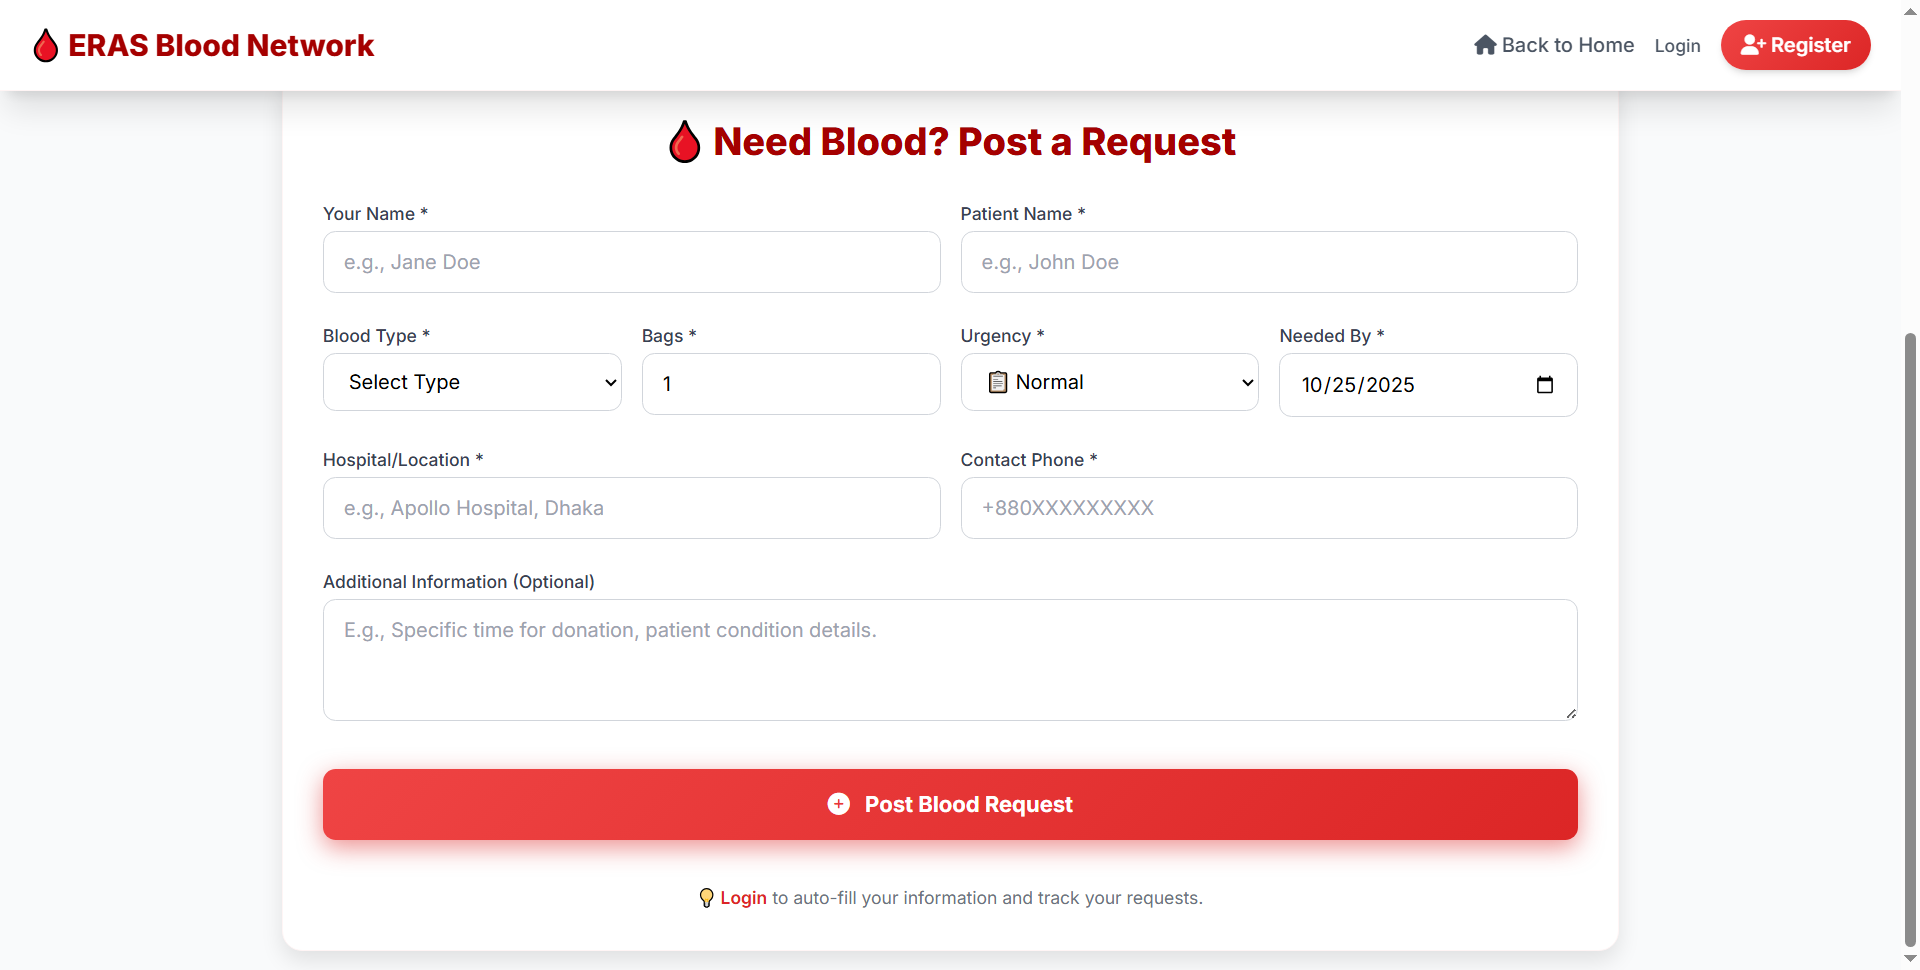 ERAS Blood Network
Back to Home Login Register
Need Blood? Post a Request
Your Name * Patient Name *
e.g., Jane Doe e.g., John Doe
Blood Type * Bags * Urgency * Needed By *
Select Type 1 Normal 10/25/2025
Hospital/Location * Contact Phone *
e.g., Apollo Hospital, Dhaka +880XXXXXXXXX
Additional Information (Optional)
E.g., Specific time for donation, patient condition details.
Post Blood Request
Login to auto-fill your information and track your requests.